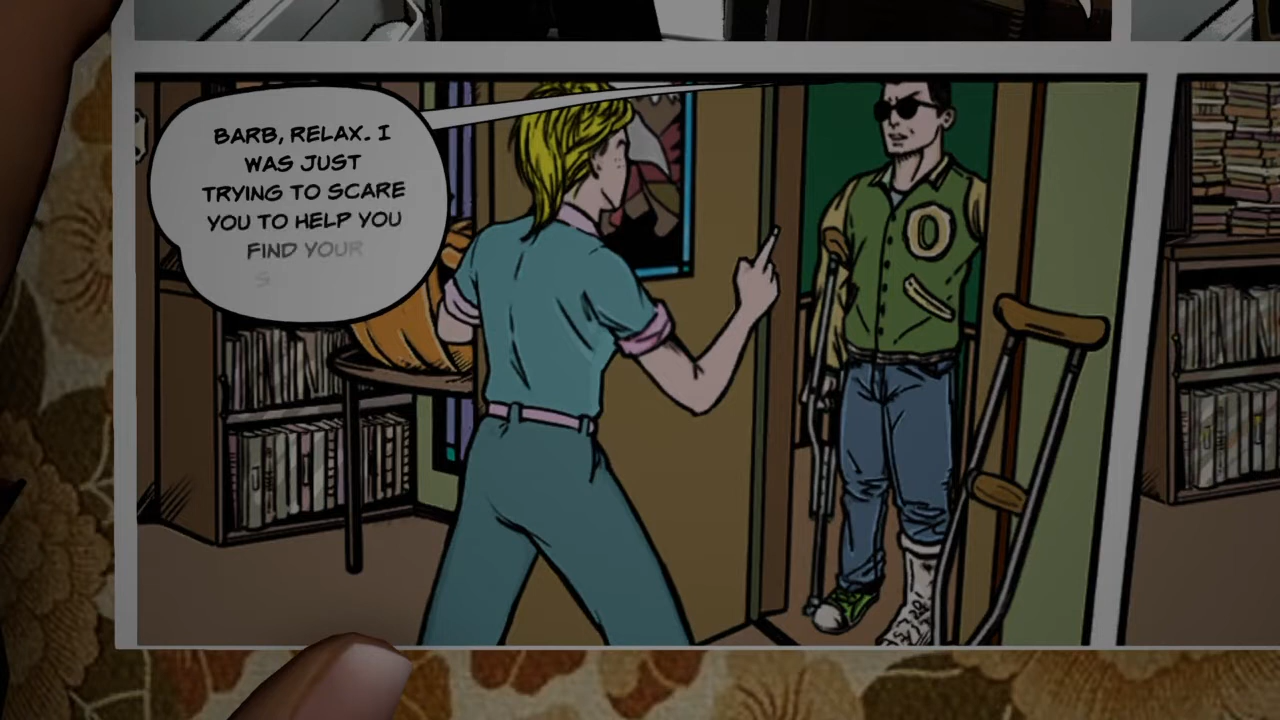 BARB, RELAX. I
WAS JUST
TRYING TO SCARE
YOU TO HELP YOU
FIND YOUR
S
O